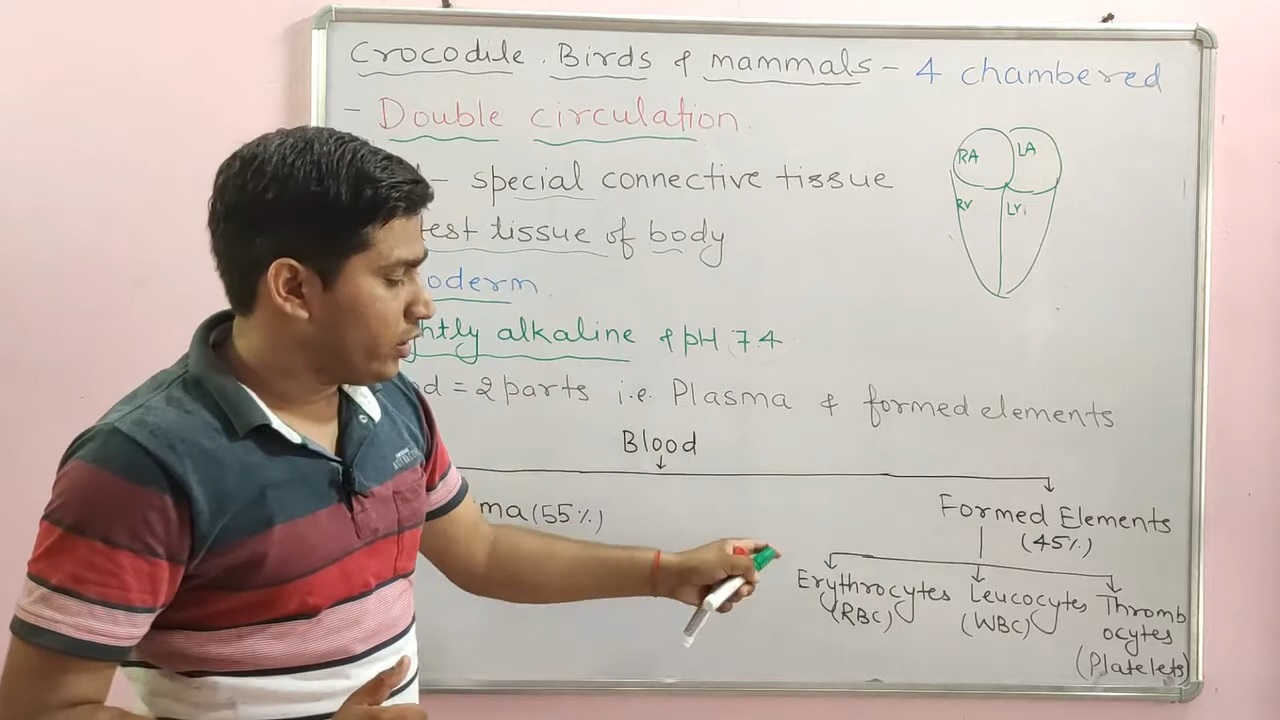 Crocodile. Birds & mammals - 4 chambered
- Double circulation.
- special connective tissue
test tissue of body
oderm.
htly alkaline & pH 7.4
od = 2 parts i.e. Plasma & formed elements
Blood
ma (55%)
Formed Elements
(45%)
Erythrocytes
(RBC)
Leucocytes
(WBC)
Thromb
ocytes
(Platelets)
RA LA
RV LV